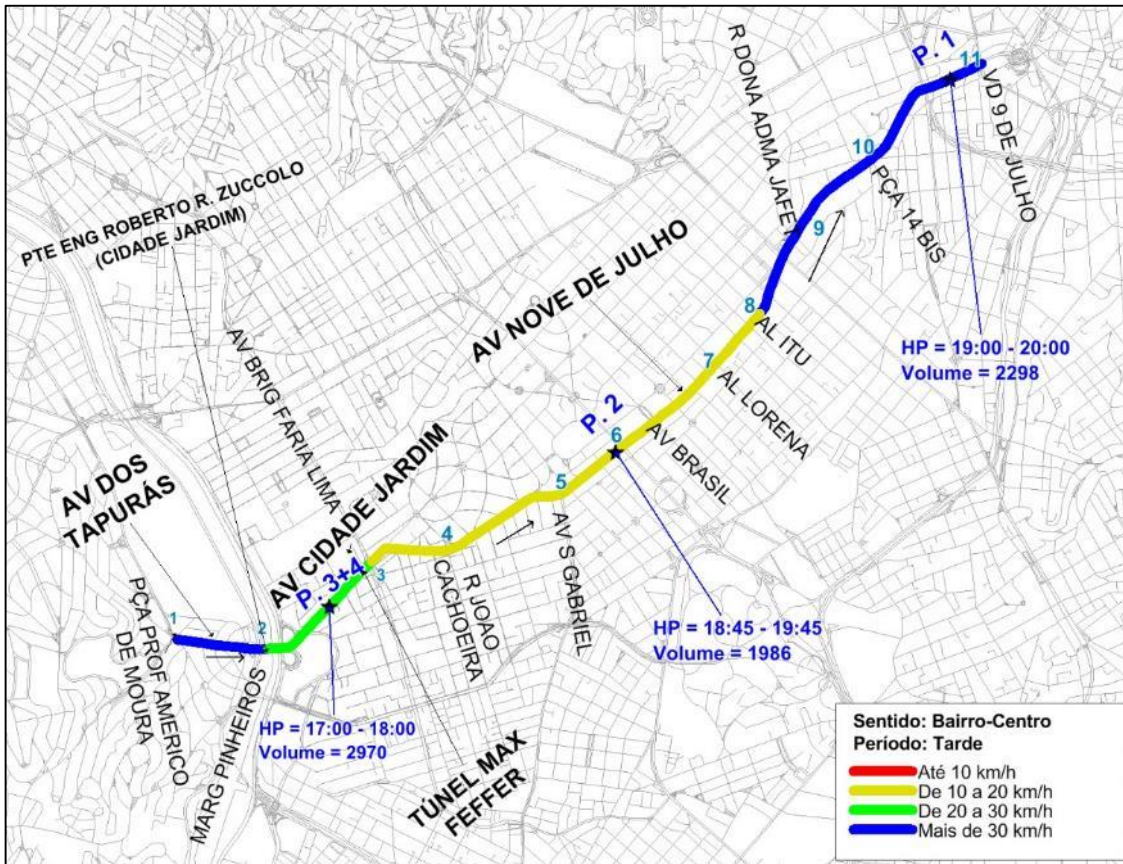 P. 1
11
R DONA ADMA JAFET
VD 9 DE JULHO
10
PÇA 14 BIS
PTE ENG ROBERTO R. ZUCCOLO
(CIDADE JARDIM)
9
AV NOVE DE JULHO
8
AL ITU
HP = 19:00 - 20:00
Volume = 2298
AV BRIG FARIA LIMA
7
AL LORENA
P. 2
6
AV BRASIL
AV DOS
TAPURÁS
AV CIDADE JARDIM
5
AV S GABRIEL
4
R JOAO
CACHOEIRA
P. 3+4
3
PÇA PROF AMERICO
DE MOURA
1
2
MARG PINHEIROS
HP = 18:45 - 19:45
Volume = 1986
HP = 17:00 - 18:00
Volume = 2970
TÚNEL MAX
FEFFER
Sentido: Bairro-Centro
Período: Tarde
Até 10 km/h
De 10 a 20 km/h
De 20 a 30 km/h
Mais de 30 km/h